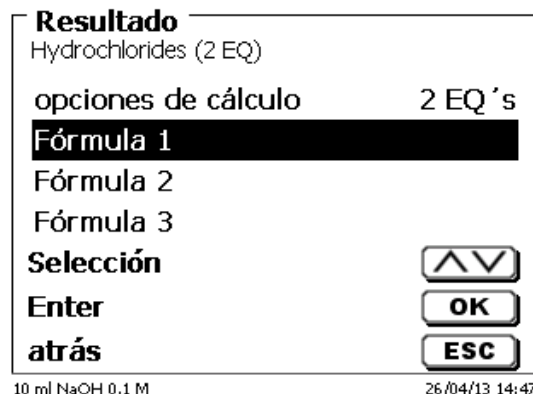 Resultado
Hydrochlorides (2 EQ)
opciones de cálculo 2 EQ´s
Fórmula 1
Fórmula 2
Fórmula 3
Selección
Enter OK
atrás ESC
10 ml NaOH 0.1 M 26/04/13 14:47